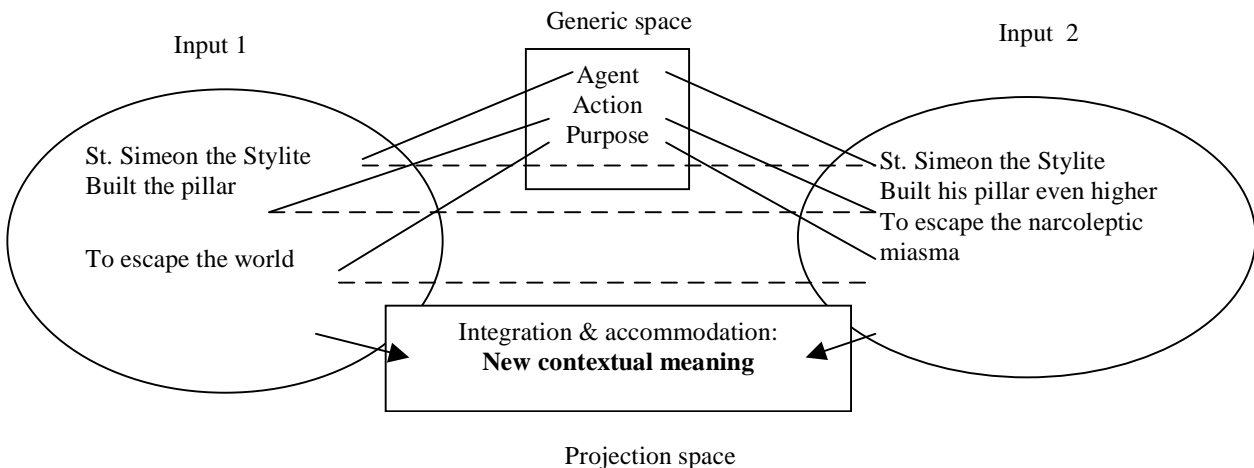 Generic space
Input 1
Input 2
Agent
Action
Purpose
St. Simeon the Stylite
Built the pillar
To escape the world
St. Simeon the Stylite
Built his pillar even higher
To escape the narcoleptic
miasma
Integration & accommodation:
New contextual meaning
Projection space